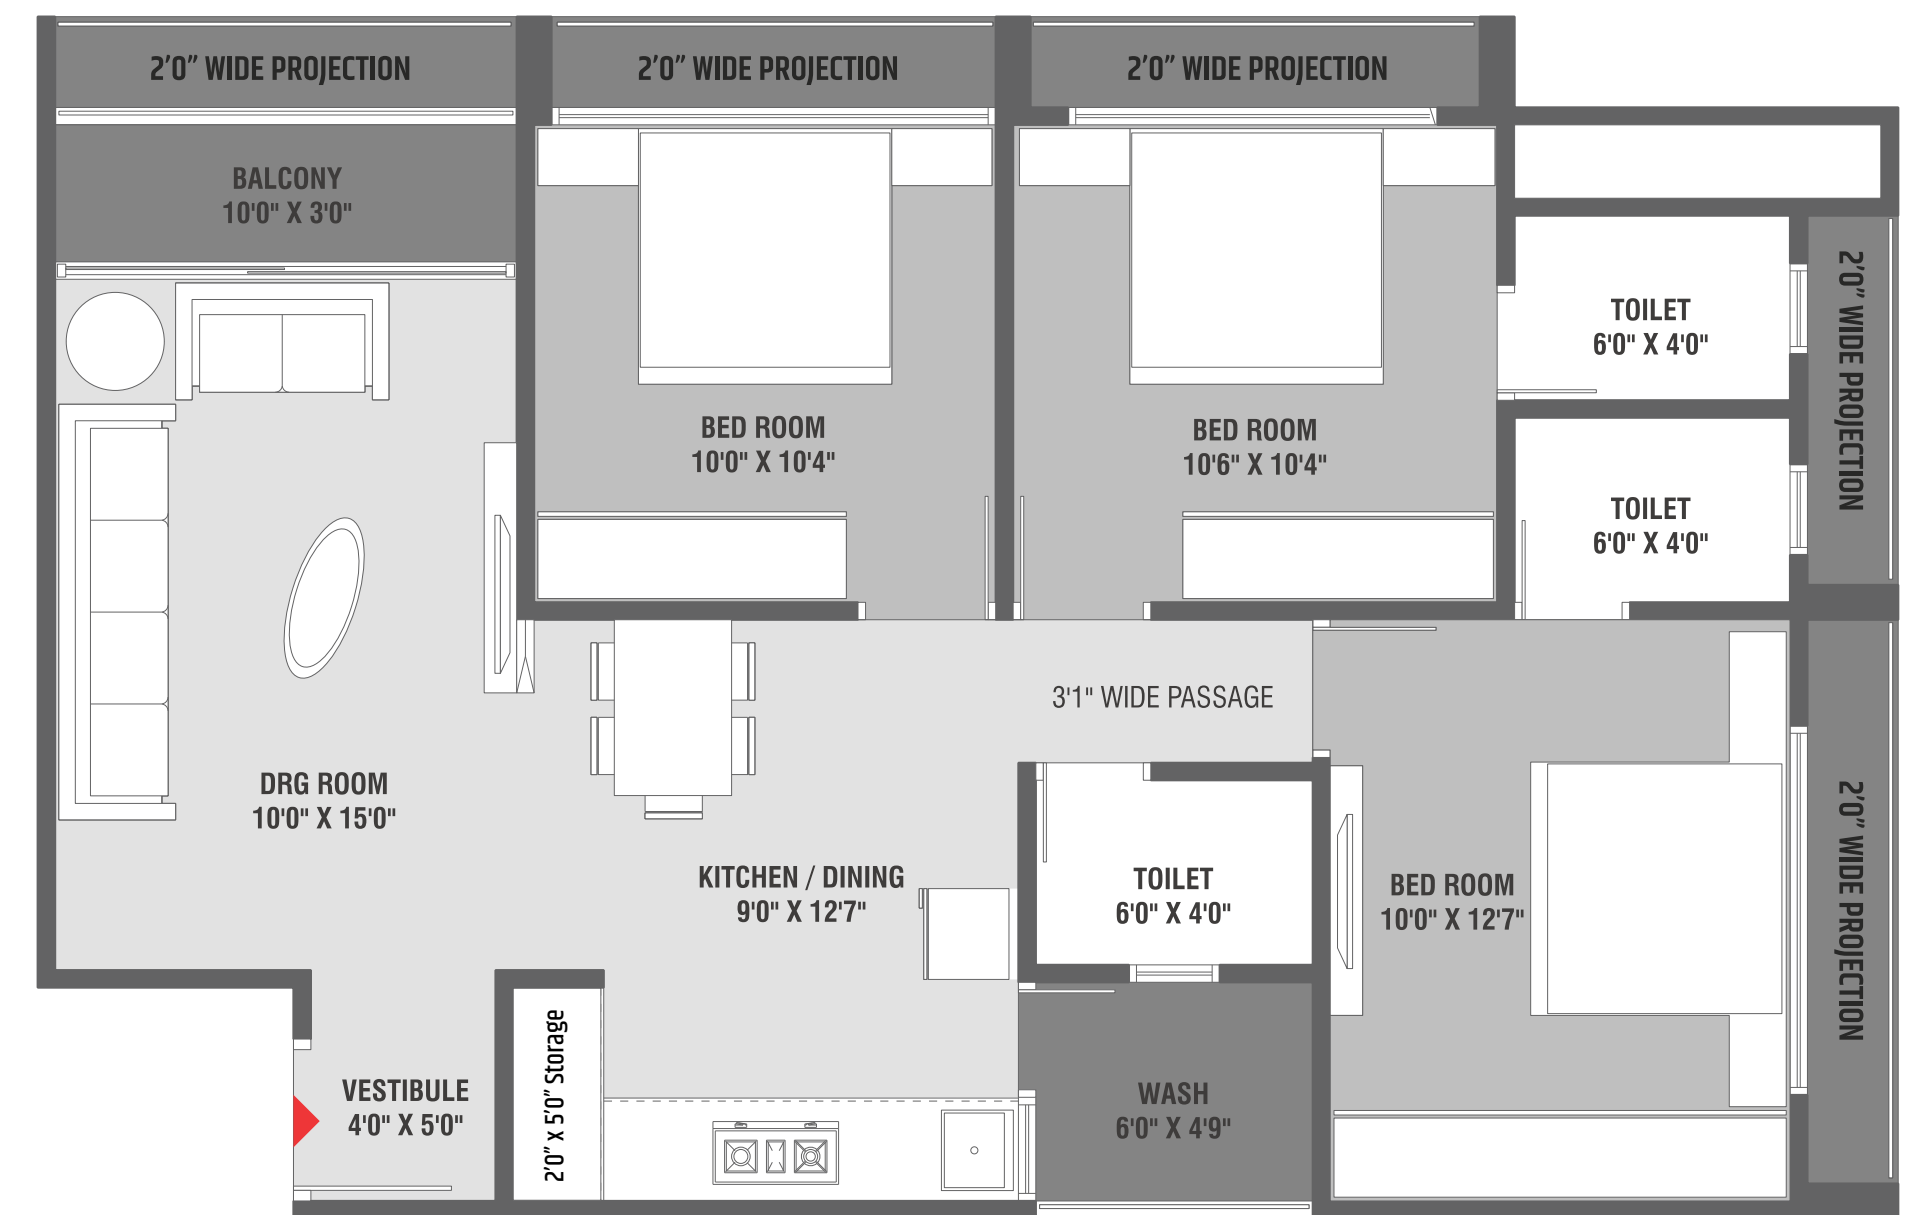 2'0" WIDE PROJECTION
2'0" WIDE PROJECTION
2'0" WIDE PROJECTION
BALCONY
10'0" X 3'0"
BED ROOM
10'0" X 10'4"
BED ROOM
10'6" X 10'4"
TOILET
6'0" X 4'0"
2'0" WIDE PROJECTION
TOILET
6'0" X 4'0"
3'1" WIDE PASSAGE
DRG ROOM
10'0" X 15'0"
KITCHEN / DINING
9'0" X 12'7"
TOILET
6'0" X 4'0"
BED ROOM
10'0" X 12'7"
2'0" WIDE PROJECTION
VESTIBULE
4'0" X 5'0"
2'0" x 5'0" Storage
WASH
6'0" X 4'9"